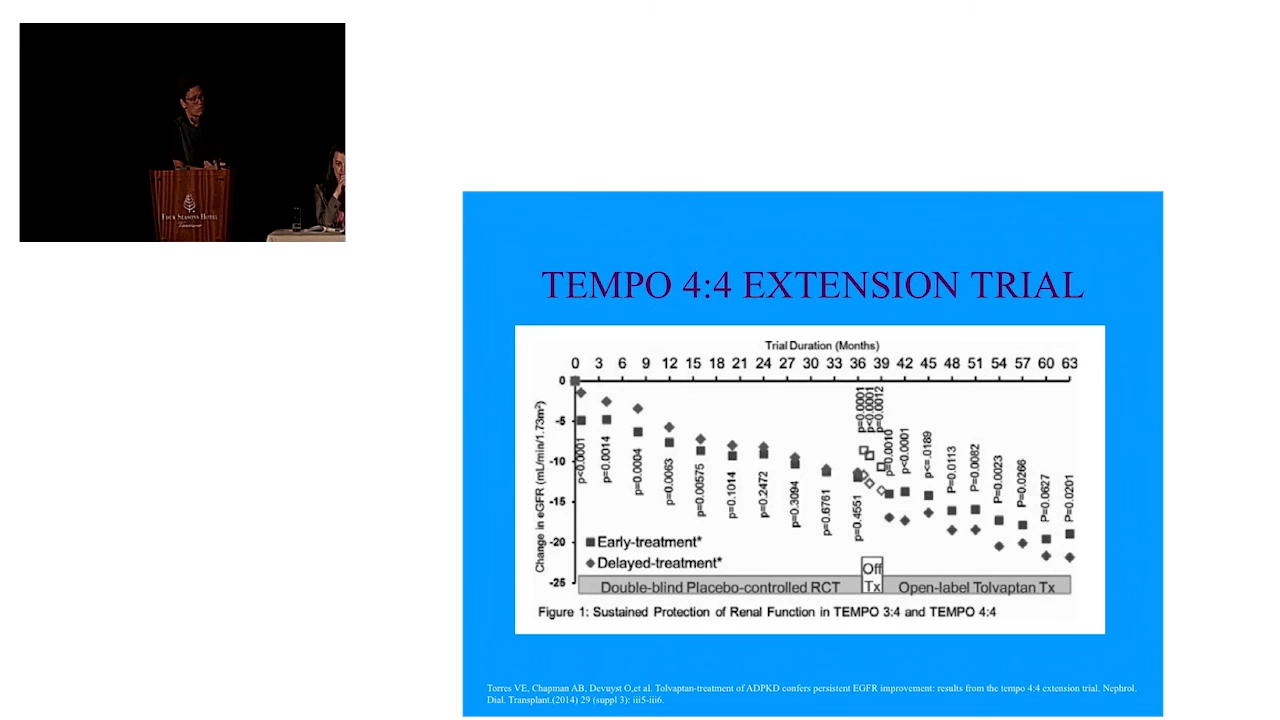 FOUR SEASONS HOTEL
Vancouver
TEMPO 4:4 EXTENSION TRIAL
Trial Duration (Months)
0 3 6 9 12 15 18 21 24 27 30 33 36 39 42 45 48 51 54 57 60 63
Change in eGFR (mL/min/1.73m²)
0
-5
-10
-15
-20
-25
p<0.0001
p=0.0014
p=0.0004
p=0.0063
p=0.00575
p=0.1014
p=0.2472
p=0.3094
p=0.6761
p=0.4551
p=0.0001
p<0.0001
p=0.0012
p=0.0010
p<0.0001
p<=.0189
P=0.0113
P=0.0082
P=0.0023
P=0.0266
P=0.0627
P=0.0201
Early-treatment*
Delayed-treatment*
Double-blind Placebo-controlled RCT
Off
Tx
Open-label Tolvaptan Tx
Figure 1: Sustained Protection of Renal Function in TEMPO 3:4 and TEMPO 4:4
Torres VE, Chapman AB, Devuyst O,et al. Tolvaptan-treatment of ADPKD confers persistent EGFR improvement: results from the tempo 4:4 extension trial. Nephrol.
Dial. Transplant.(2014) 29 (suppl 3): iii5-iii6.